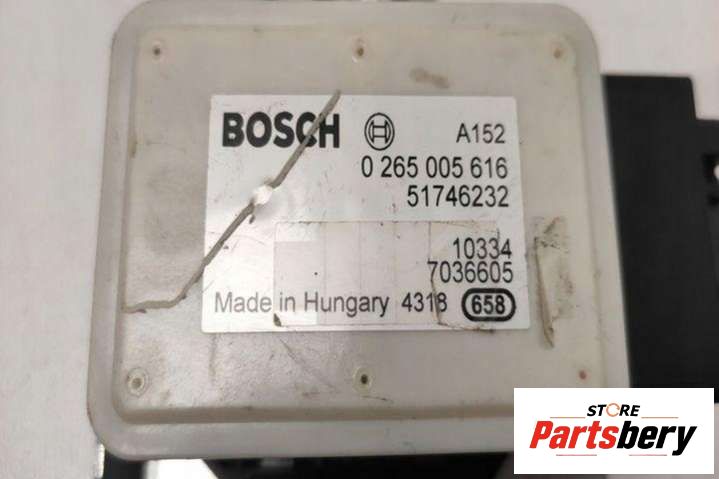 BOSCH A152
0 265 005 616
51746232
10334
7036605
Made in Hungary 4318 658
STORE
Partsbery